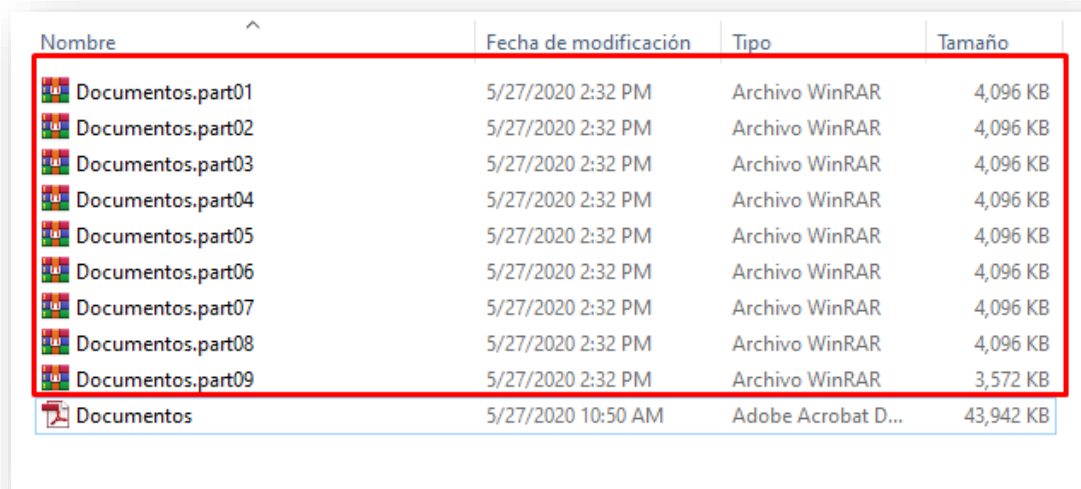 Nombre Fecha de modificación Tipo Tamaño
Documentos.part01 5/27/2020 2:32 PM Archivo WinRAR 4,096 KB
Documentos.part02 5/27/2020 2:32 PM Archivo WinRAR 4,096 KB
Documentos.part03 5/27/2020 2:32 PM Archivo WinRAR 4,096 KB
Documentos.part04 5/27/2020 2:32 PM Archivo WinRAR 4,096 KB
Documentos.part05 5/27/2020 2:32 PM Archivo WinRAR 4,096 KB
Documentos.part06 5/27/2020 2:32 PM Archivo WinRAR 4,096 KB
Documentos.part07 5/27/2020 2:32 PM Archivo WinRAR 4,096 KB
Documentos.part08 5/27/2020 2:32 PM Archivo WinRAR 4,096 KB
Documentos.part09 5/27/2020 2:32 PM Archivo WinRAR 3,572 KB
Documentos 5/27/2020 10:50 AM Adobe Acrobat D... 43,942 KB